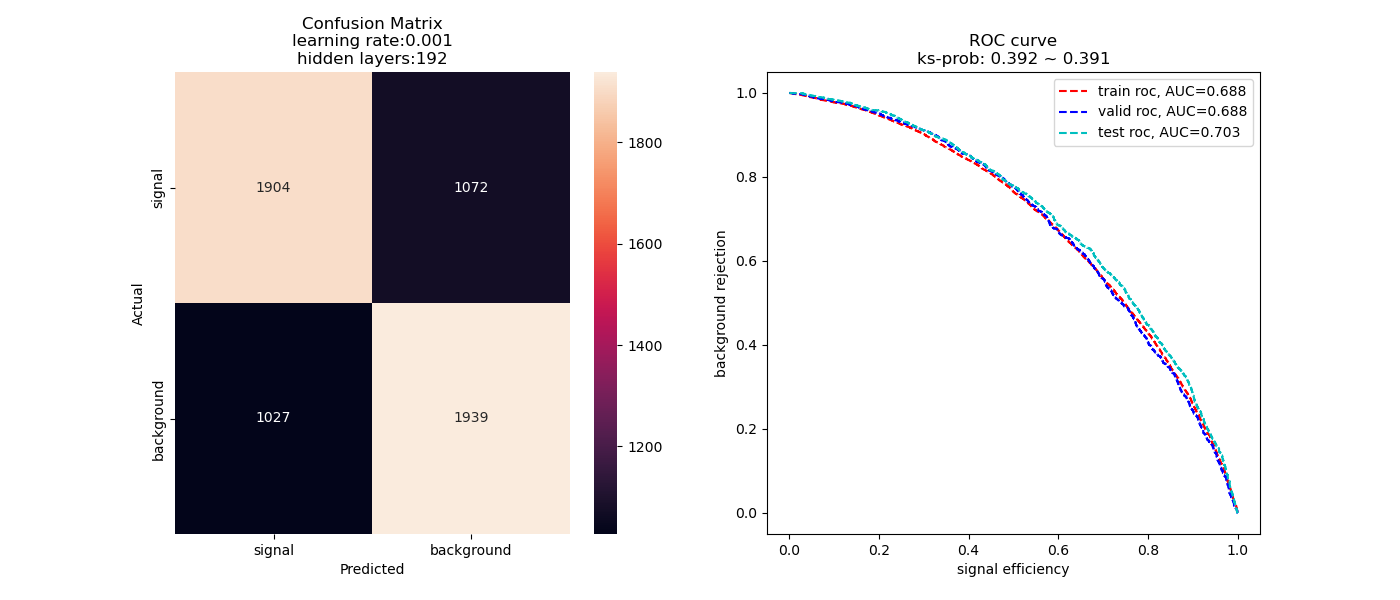 Confusion Matrix
learning rate:0.001
hidden layers:192
signal
background
Actual
1904
1072
1027
1939
signal
background
Predicted
1800
1600
1400
1200
ROC curve
ks-prob: 0.392 ~ 0.391
train roc, AUC=0.688
valid roc, AUC=0.688
test roc, AUC=0.703
background rejection
1.0
0.8
0.6
0.4
0.2
0.0
0.0
0.2
0.4
0.6
0.8
1.0
signal efficiency